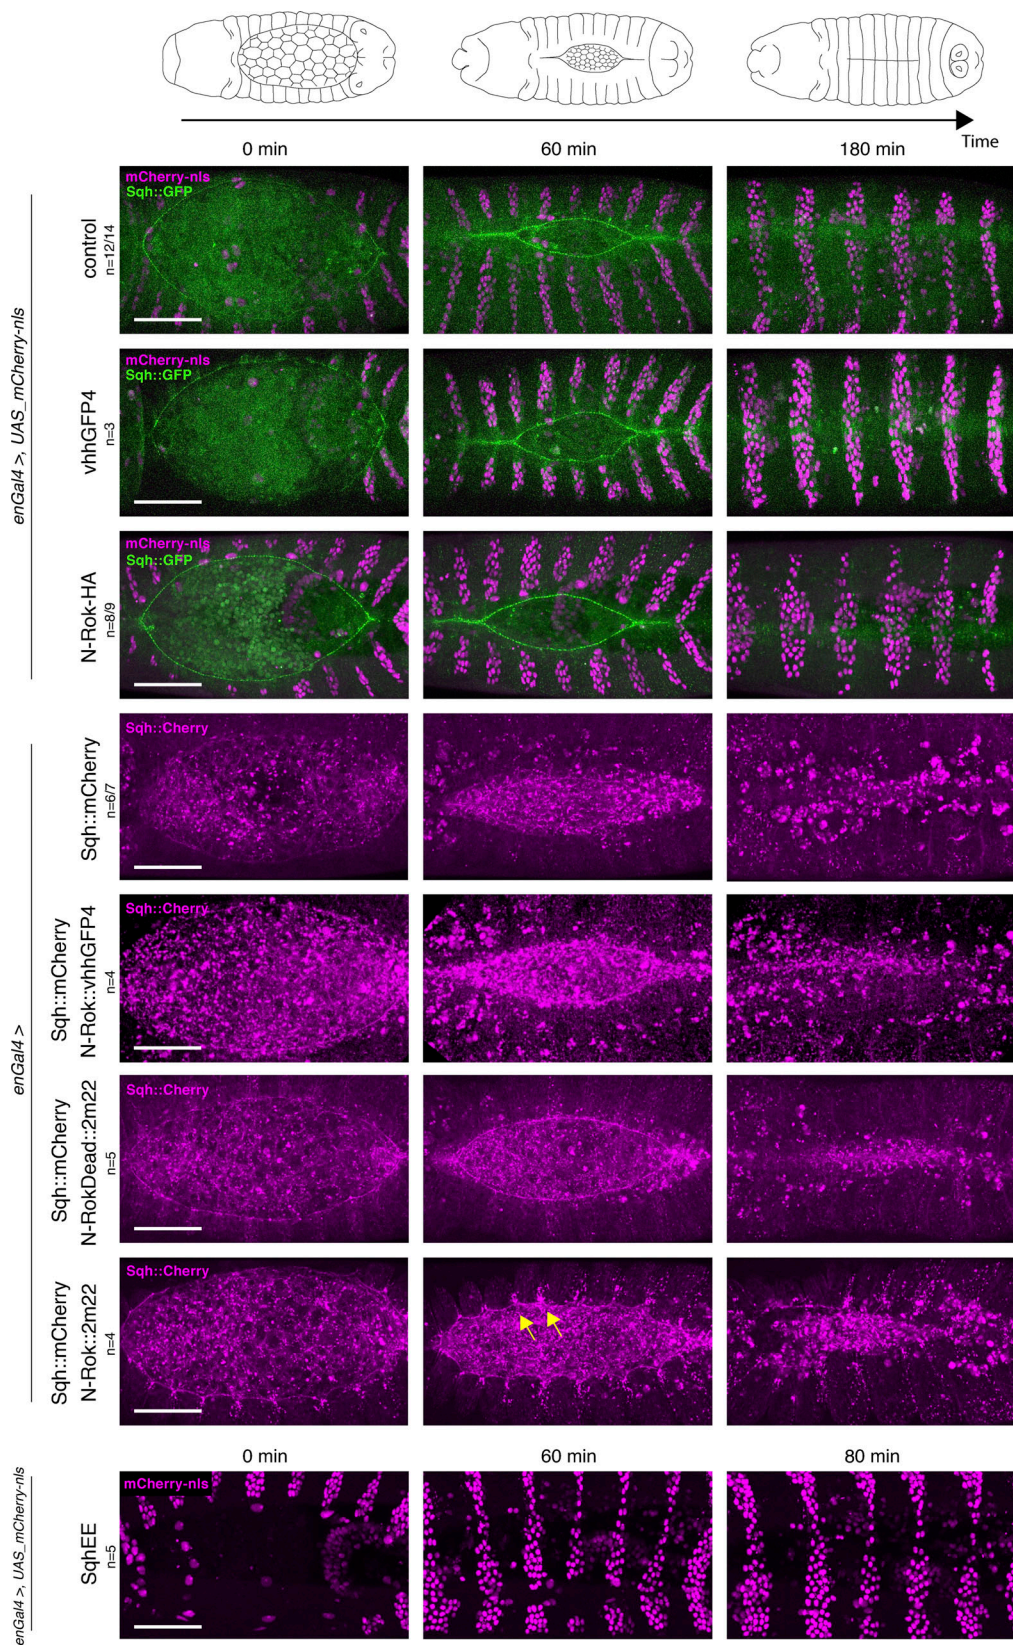 Time
0 min 60 min 180 min
enGal4 >, UAS_mCherry-nls
control
n=12/14
mCherry-nls
Sqh::GFP
vhhGFP4
n=3
mCherry-nls
Sqh::GFP
N-Rok-HA
n=8/9
mCherry-nls
Sqh::GFP
enGal4 >
Sqh::mCherry
n=6/7
Sqh::Cherry
Sqh::mCherry
N-Rok::vhhGFP4
n=4
Sqh::Cherry
Sqh::mCherry
N-RokDead::2m22
n=5
Sqh::Cherry
Sqh::mCherry
N-Rok::2m22
n=4
Sqh::Cherry
0 min 60 min 80 min
enGal4 >, UAS_mCherry-nls
SqhEE
n=5
mCherry-nls